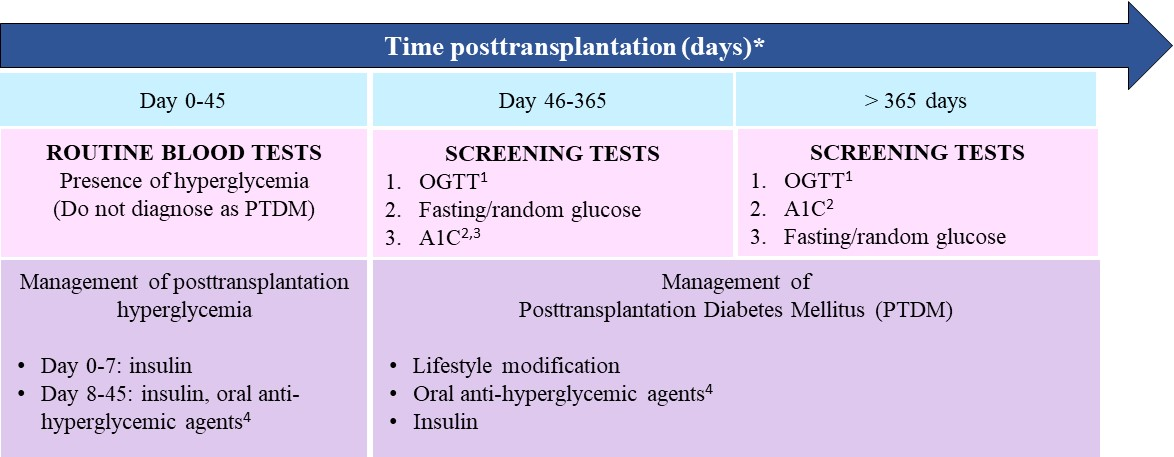 Time posttransplantation (days)*
Day 0-45
Day 46-365
> 365 days
ROUTINE BLOOD TESTS
Presence of hyperglycemia
(Do not diagnose as PTDM)
SCREENING TESTS
1. OGTT¹
2. Fasting/random glucose
3. A1C²,³
SCREENING TESTS
1. OGTT¹
2. A1C²
3. Fasting/random glucose
Management of posttransplantation
hyperglycemia
• Day 0-7: insulin
• Day 8-45: insulin, oral anti-
hyperglycemic agents⁴
Management of
Posttransplantation Diabetes Mellitus (PTDM)
• Lifestyle modification
• Oral anti-hyperglycemic agents⁴
• Insulin